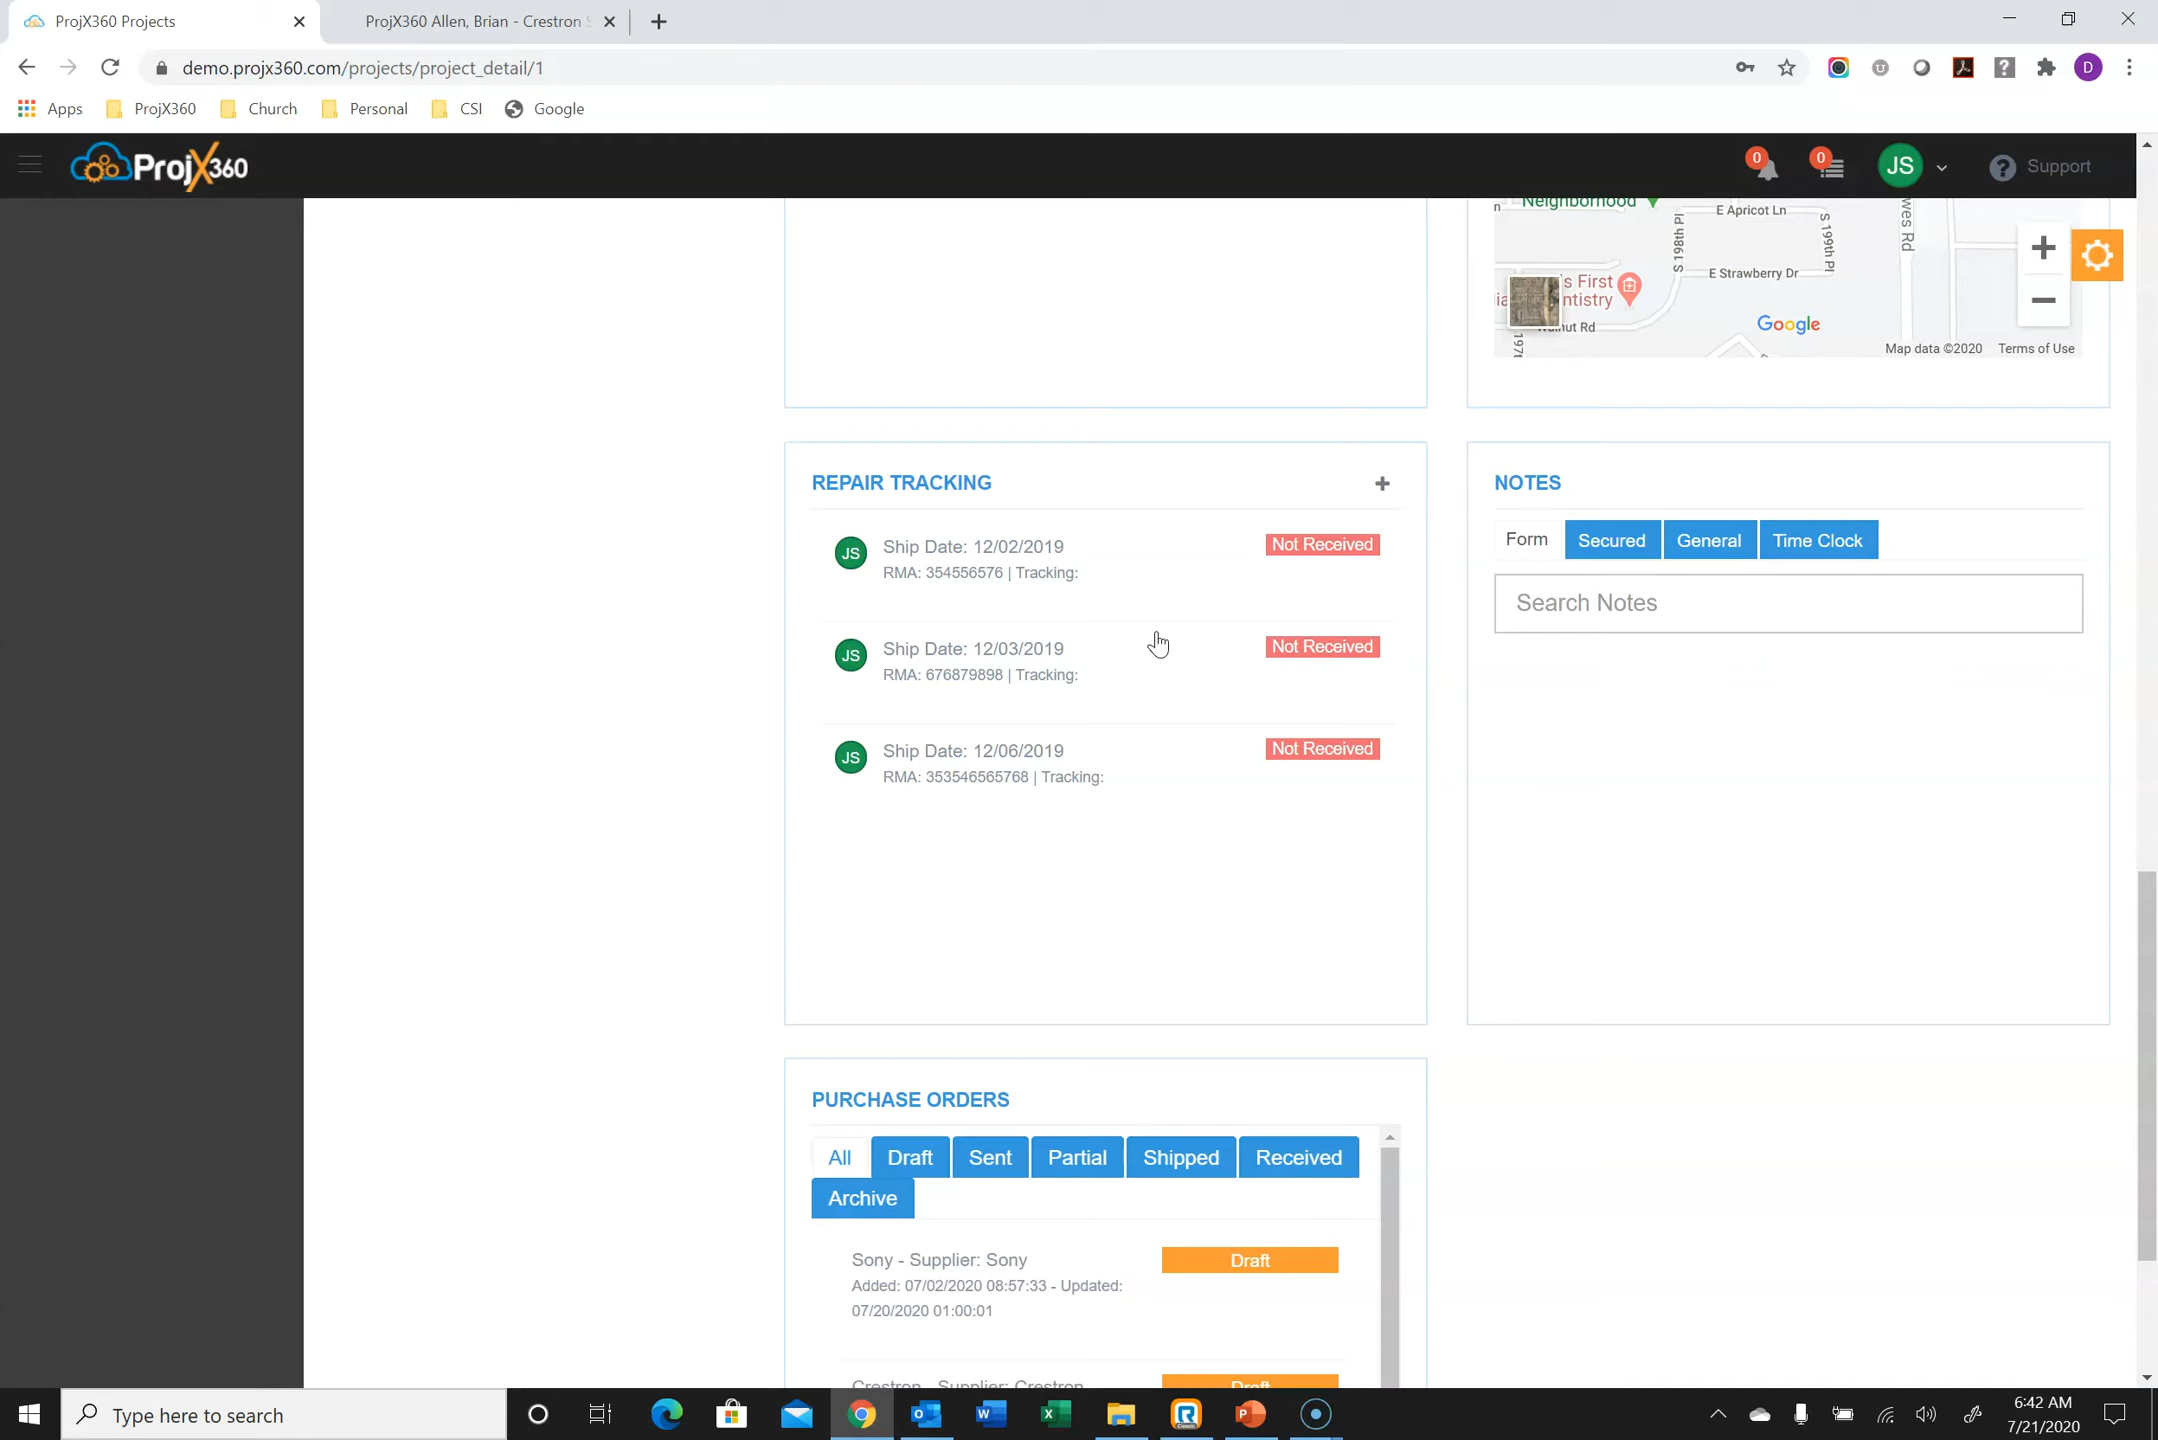 ProjX360 Projects
ProjX360 Allen, Brian - Crestron
demo.projx360.com/projects/project_detail/1
D
Apps
ProjX360
Church
Personal
CSI
Google
ProjX360
0
0
JS
Support
Neighborhood
E Apricot Ln
S 198th Pl
S 199th Pl
E Strawberry Dr
's First
ntistry
Walnut Rd
Google
Map data ©2020
Terms of Use
REPAIR TRACKING
JS
Ship Date: 12/02/2019
Not Received
RMA: 354556576 | Tracking:
JS
Ship Date: 12/03/2019
Not Received
RMA: 676879898 | Tracking:
JS
Ship Date: 12/06/2019
Not Received
RMA: 353546565768 | Tracking:
NOTES
Form
Secured
General
Time Clock
Search Notes
PURCHASE ORDERS
All
Draft
Sent
Partial
Shipped
Received
Archive
Sony - Supplier: Sony
Draft
Added: 07/02/2020 08:57:33 - Updated:
07/20/2020 01:00:01
Crestron - Supplier: Crestron
Draft
Type here to search
6:42 AM
7/21/2020